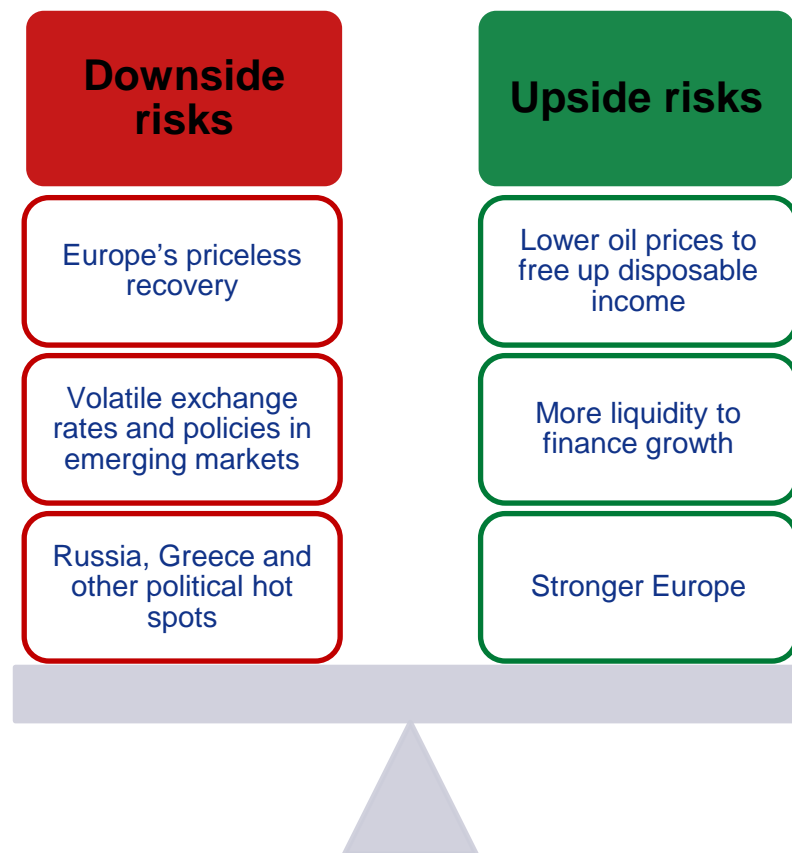 Downside
risks
Europe’s priceless
recovery
Volatile exchange
rates and policies in
emerging markets
Russia, Greece and
other political hot
spots
Upside risks
Lower oil prices to
free up disposable
income
More liquidity to
finance growth
Stronger Europe